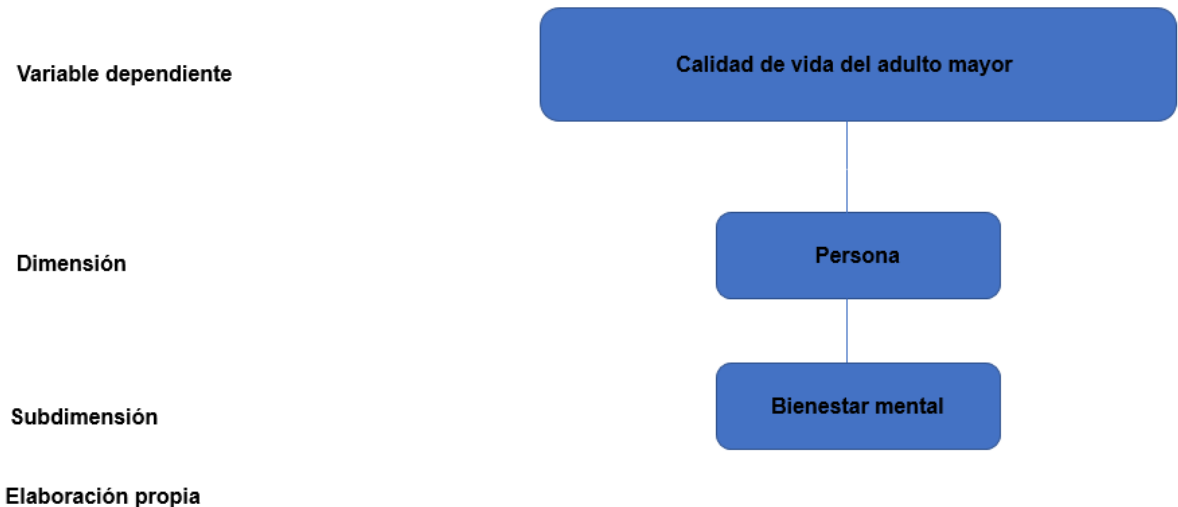 Variable dependiente
Calidad de vida del adulto mayor
Dimensión
Persona
Subdimensión
Bienestar mental
Elaboración propia